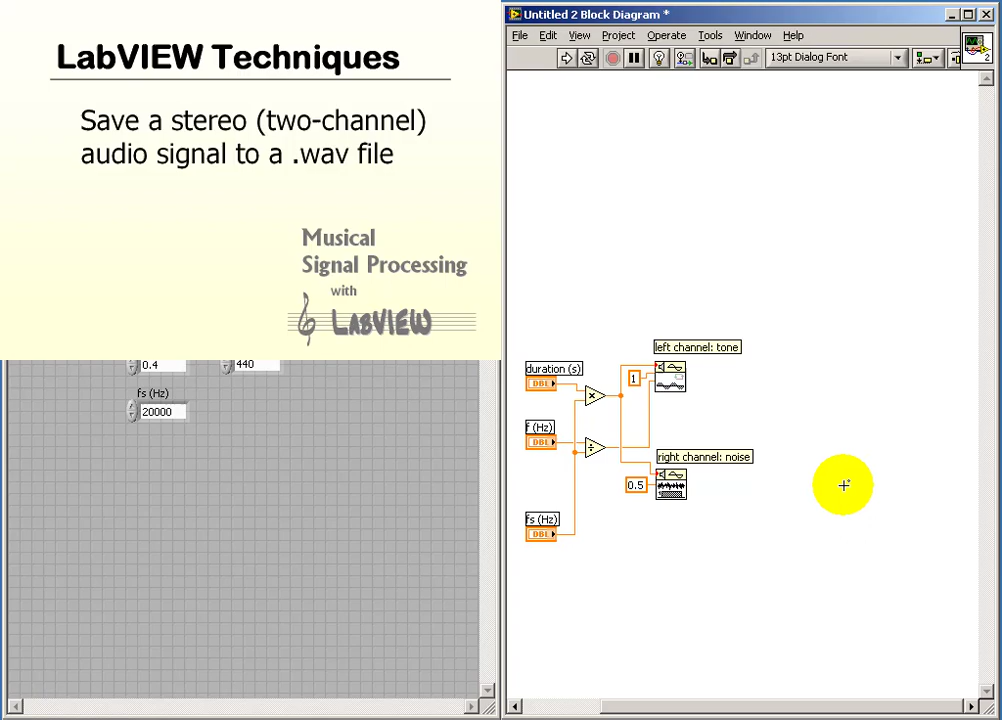 LabVIEW Techniques
Save a stereo (two-channel)
audio signal to a .wav file
Musical
Signal Processing
with
LABVIEW
0.4
440
fs (Hz)
20000
Untitled 2 Block Diagram *
File Edit View Project Operate Tools Window Help
13pt Dialog Font
2
left channel: tone
duration (s)
DBL
1
f (Hz)
DBL
right channel: noise
0.5
fs (Hz)
DBL